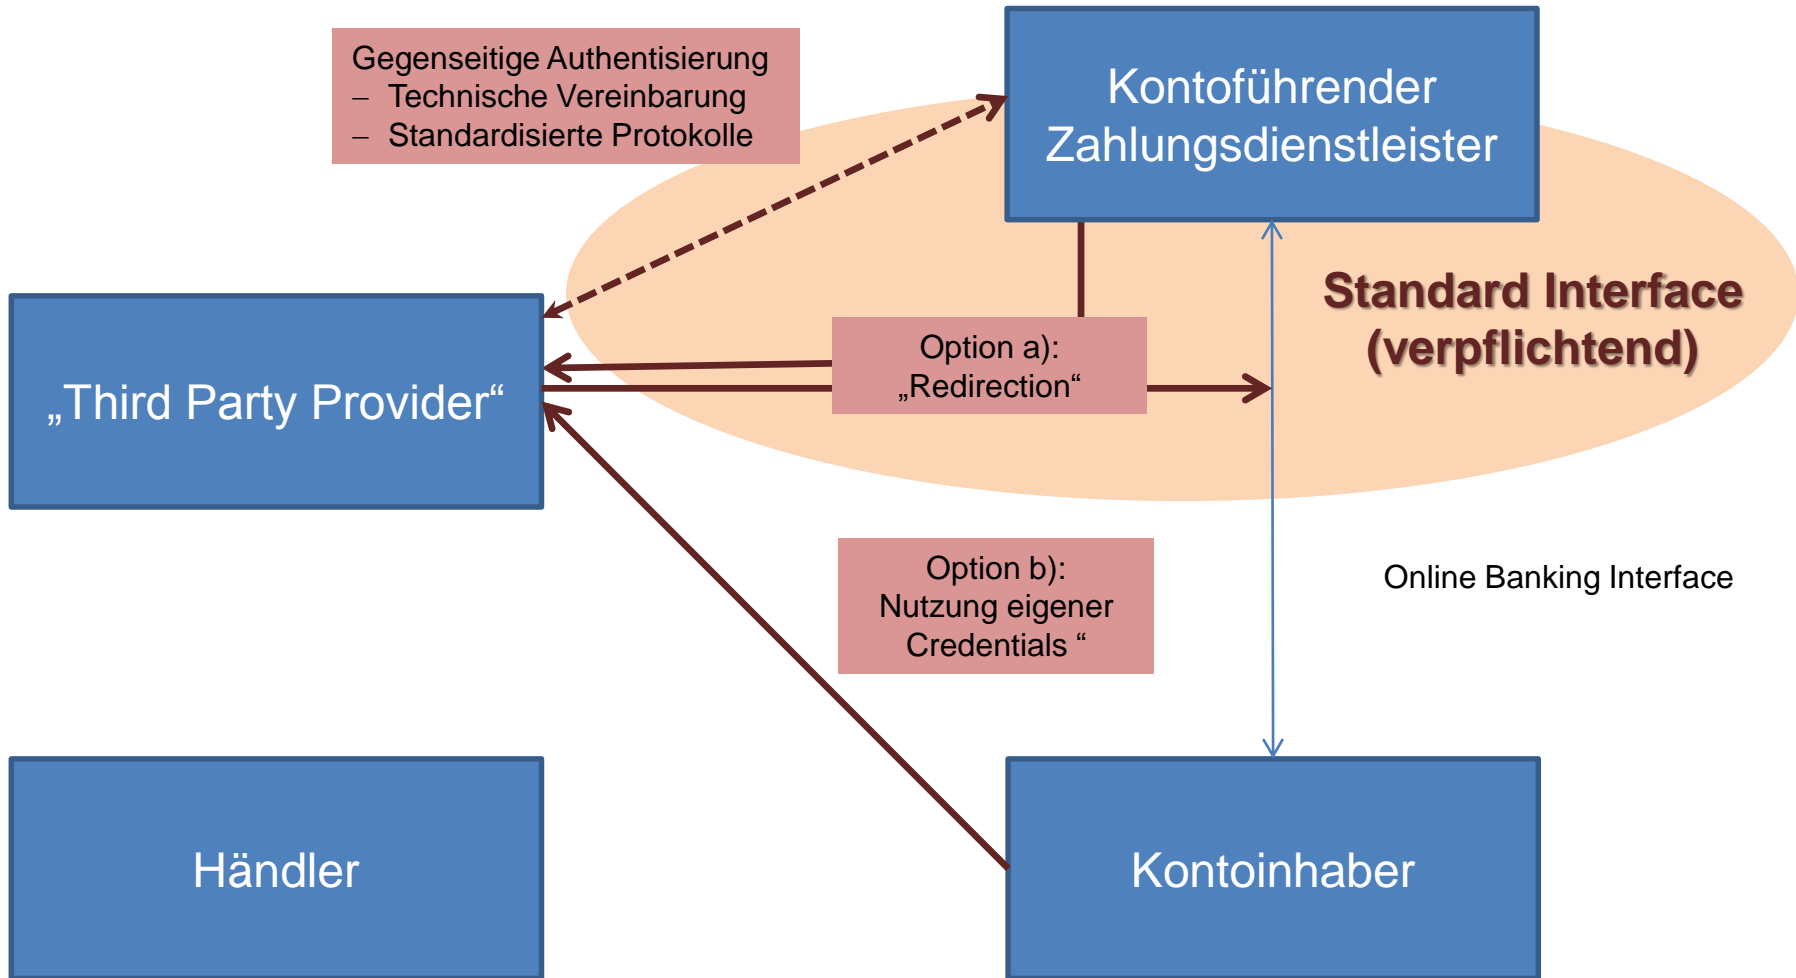 Gegenseitige Authentisierung
– Technische Vereinbarung
– Standardisierte Protokolle
Kontoführender
Zahlungsdienstleister
Standard Interface
(verpflichtend)
Option a):
„Redirection“
„Third Party Provider“
Option b):
Nutzung eigener
Credentials “
Online Banking Interface
Händler
Kontoinhaber